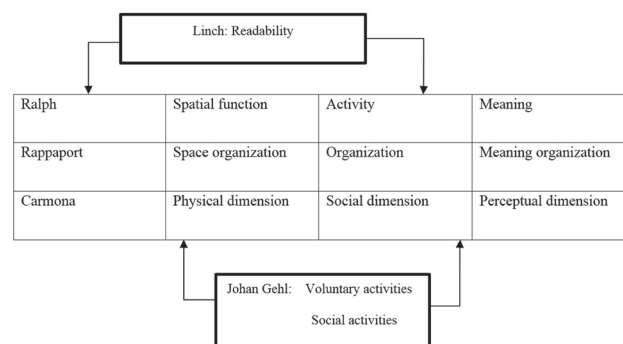 Linch: Readability
Ralph Spatial function Activity Meaning
Rappaport Space organization Organization Meaning organization
Carmona Physical dimension Social dimension Perceptual dimension
Johan Gehl: Voluntary activities
Social activities